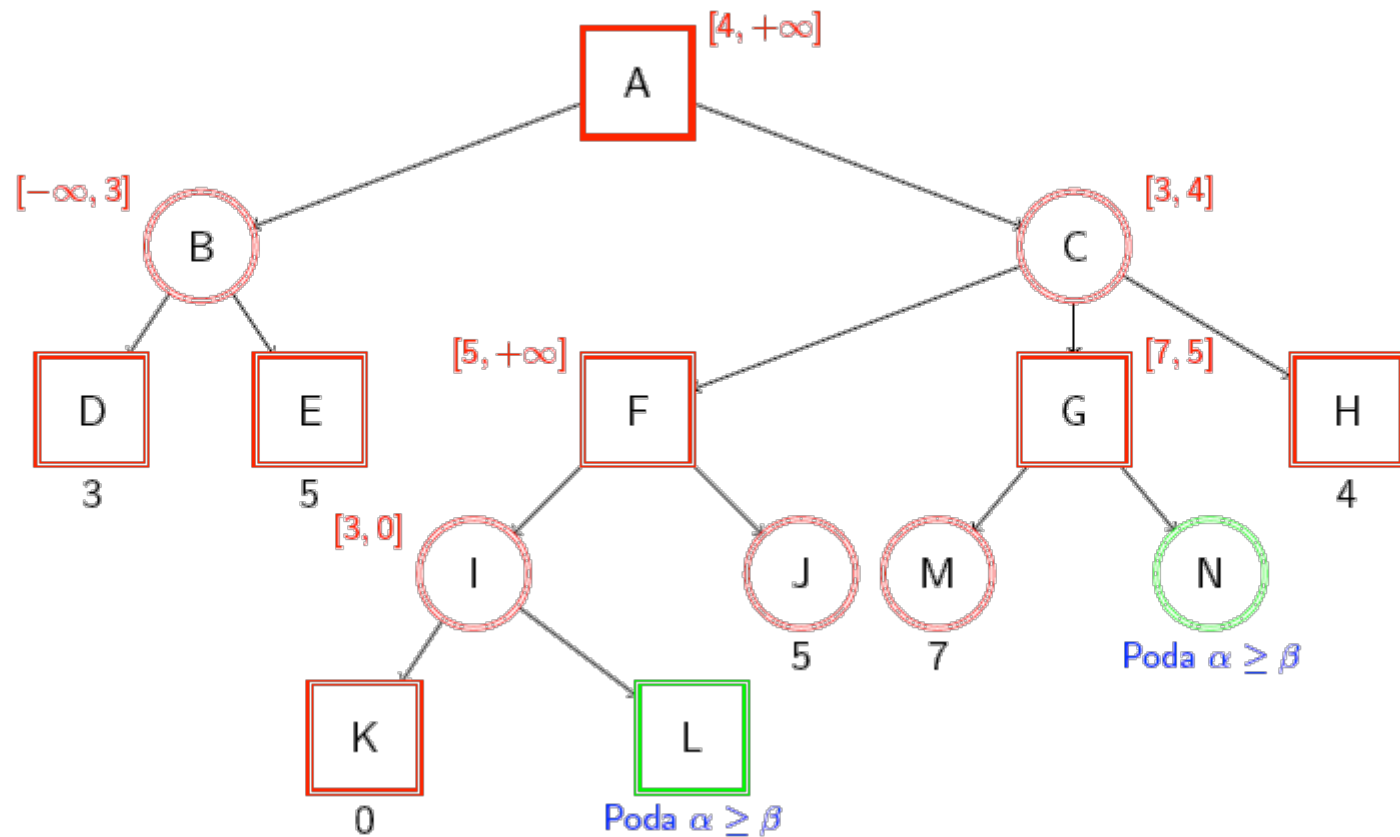 [4, +∞]
A
[−∞, 3]
B
[3, 4]
C
[5, +∞]
[7, 5]
D
E
F
G
H
3
5
4
[3, 0]
I
J
M
N
5
7
Poda α ≥ β
K
L
0
Poda α ≥ β